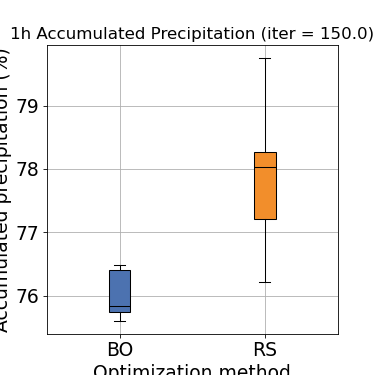 1h Accumulated Precipitation (iter = 150.0)
Accumulated precipitation (%)
79
78
77
76
BO RS
Optimization method